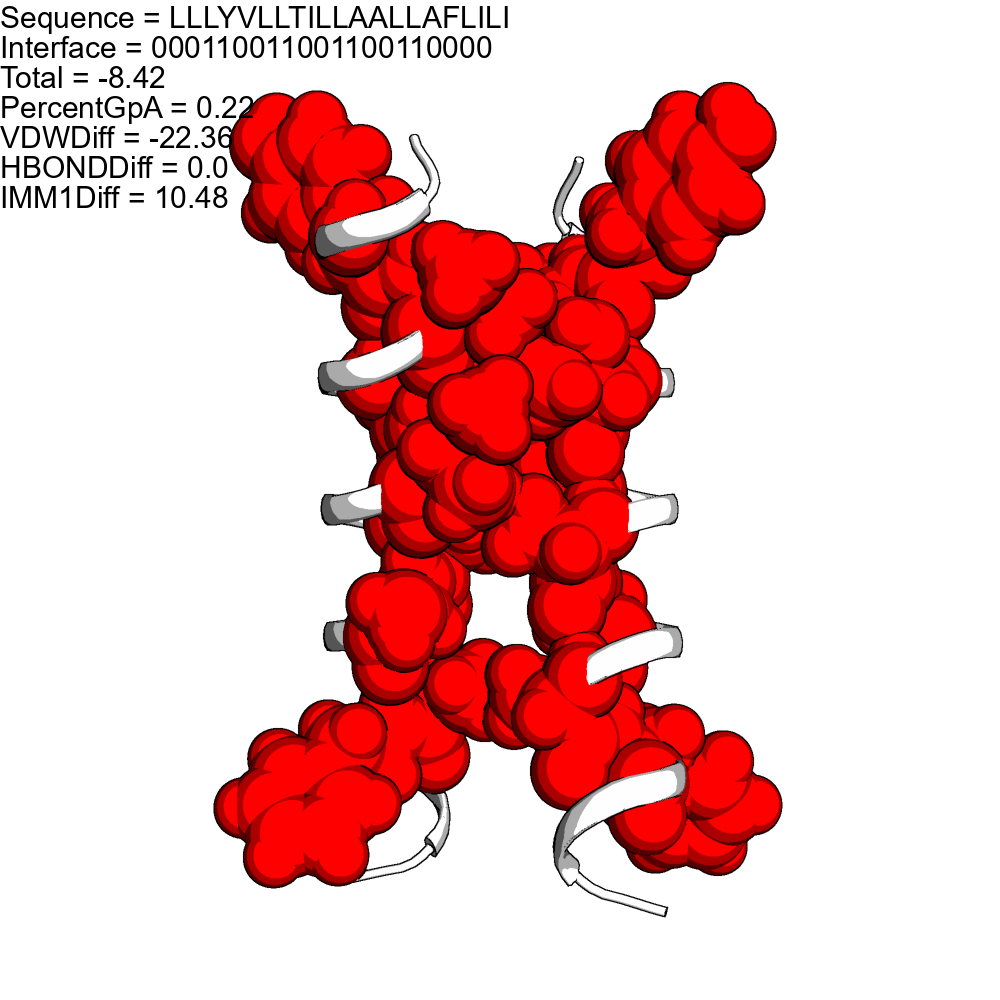 Sequence = LLLYVLLTILLAALLAFLILI
Interface = 000110011001100110000
Total = -8.42
PercentGpA = 0.22
VDWDiff = -22.36
HBONDDiff = 0.0
IMM1Diff = 10.48